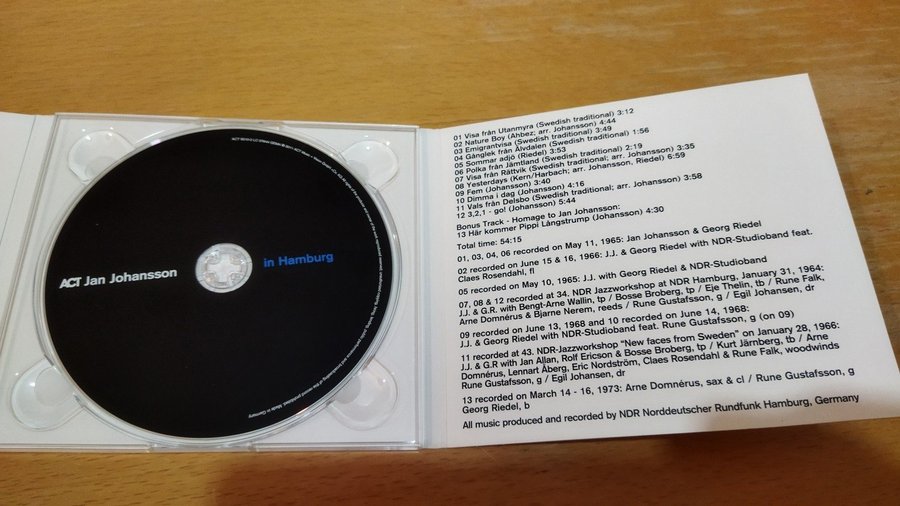 ACT Jan Johansson
in Hamburg
01 Visa från Utanmyra (Swedish traditional) 3:12
02 Nature Boy (Ahbez; arr. Johansson) 4:44
03 Emigrantvisa (Swedish traditional) 3:49
04 Gånglek från Älvdalen (Swedish traditional) 1:56
05 Sommar adjö (Riedel) 3:53
06 Polka från Jämtland (Swedish traditional) 2:19
07 Visa från Rättvik (Swedish traditional; arr. Johansson) 3:35
08 Yesterdays (Kern/Harbach; arr. Johansson, Riedel) 6:59
09 Fem (Johansson) 3:40
10 Dimma i dag (Johansson) 4:16
11 Vals från Delsbo (Swedish traditional; arr. Johansson) 3:58
12 3,2,1 - go! (Johansson) 5:44
Bonus Track - Homage to Jan Johansson:
13 Här kommer Pippi Långstrump (Johansson) 4:30
Total time: 54:15
01, 03, 04, 06 recorded on May 11, 1965: Jan Johansson & Georg Riedel
02 recorded on June 15 & 16, 1966: J.J. & Georg Riedel with NDR-Studioband feat.
Claes Rosendahl, fl
05 recorded on May 10, 1965: J.J. with Georg Riedel & NDR-Studioband
07, 08 & 12 recorded at 34. NDR Jazzworkshop at NDR Hamburg, January 31, 1964:
J.J. & G.R. with Bengt-Arne Wallin, tp / Bosse Broberg, tp / Eje Thelin, tb / Rune Falk,
Arne Domnérus & Bjarne Nerem, reeds / Rune Gustafsson, g / Egil Johansen, dr
09 recorded on June 13, 1968 and 10 recorded on June 14, 1968:
J.J. & Georg Riedel with NDR-Studioband feat. Rune Gustafsson, g (on 09)
11 recorded at 43. NDR-Jazzworkshop "New faces from Sweden" on January 28, 1966:
J.J. & G.R with Jan Allan, Rolf Ericson & Bosse Broberg, tp / Kurt Järnberg, tb / Arne
Domnérus, Lennart Åberg, Eric Nordström, Claes Rosendahl & Rune Falk, woodwinds
Rune Gustafsson, g / Egil Johansen, dr
13 recorded on March 14 - 16, 1973: Arne Domnérus, sax & cl / Rune Gustafsson, g
Georg Riedel, b
All music produced and recorded by NDR Norddeutscher Rundfunk Hamburg, Germany